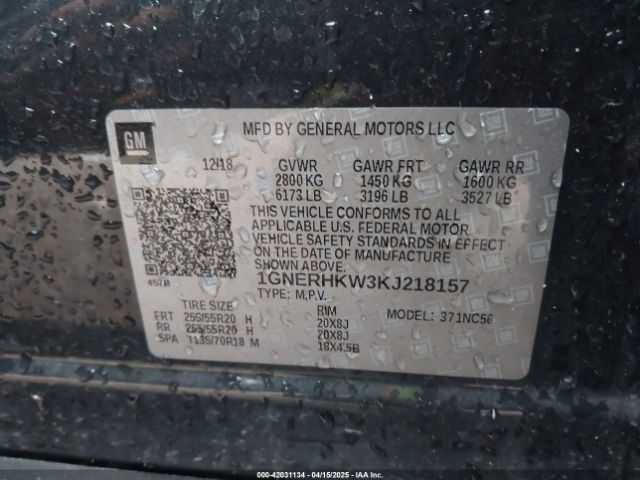 GM
MFD BY GENERAL MOTORS LLC
12/18 GVWR GAWR FRT GAWR RR
2800 KG 1450 KG 1600 KG
6173 LB 3196 LB 3527 LB
THIS VEHICLE CONFORMS TO ALL
APPLICABLE U.S. FEDERAL MOTOR
VEHICLE SAFETY STANDARDS IN EFFECT
ON THE DATE OF MANUFACTURE
SHOWN ABOVE.
4570
1GNERHKW3KJ218157
TYPE: M.P.V. MODEL: 371NC56
TIRE SIZE RIM
FRT 255/55R20 H 20X8J
RR 255/55R20 H 20X8J
SPA T135/70R18 M 18X4.5B
000-42031134 - 04/15/2025 - IAA Inc.